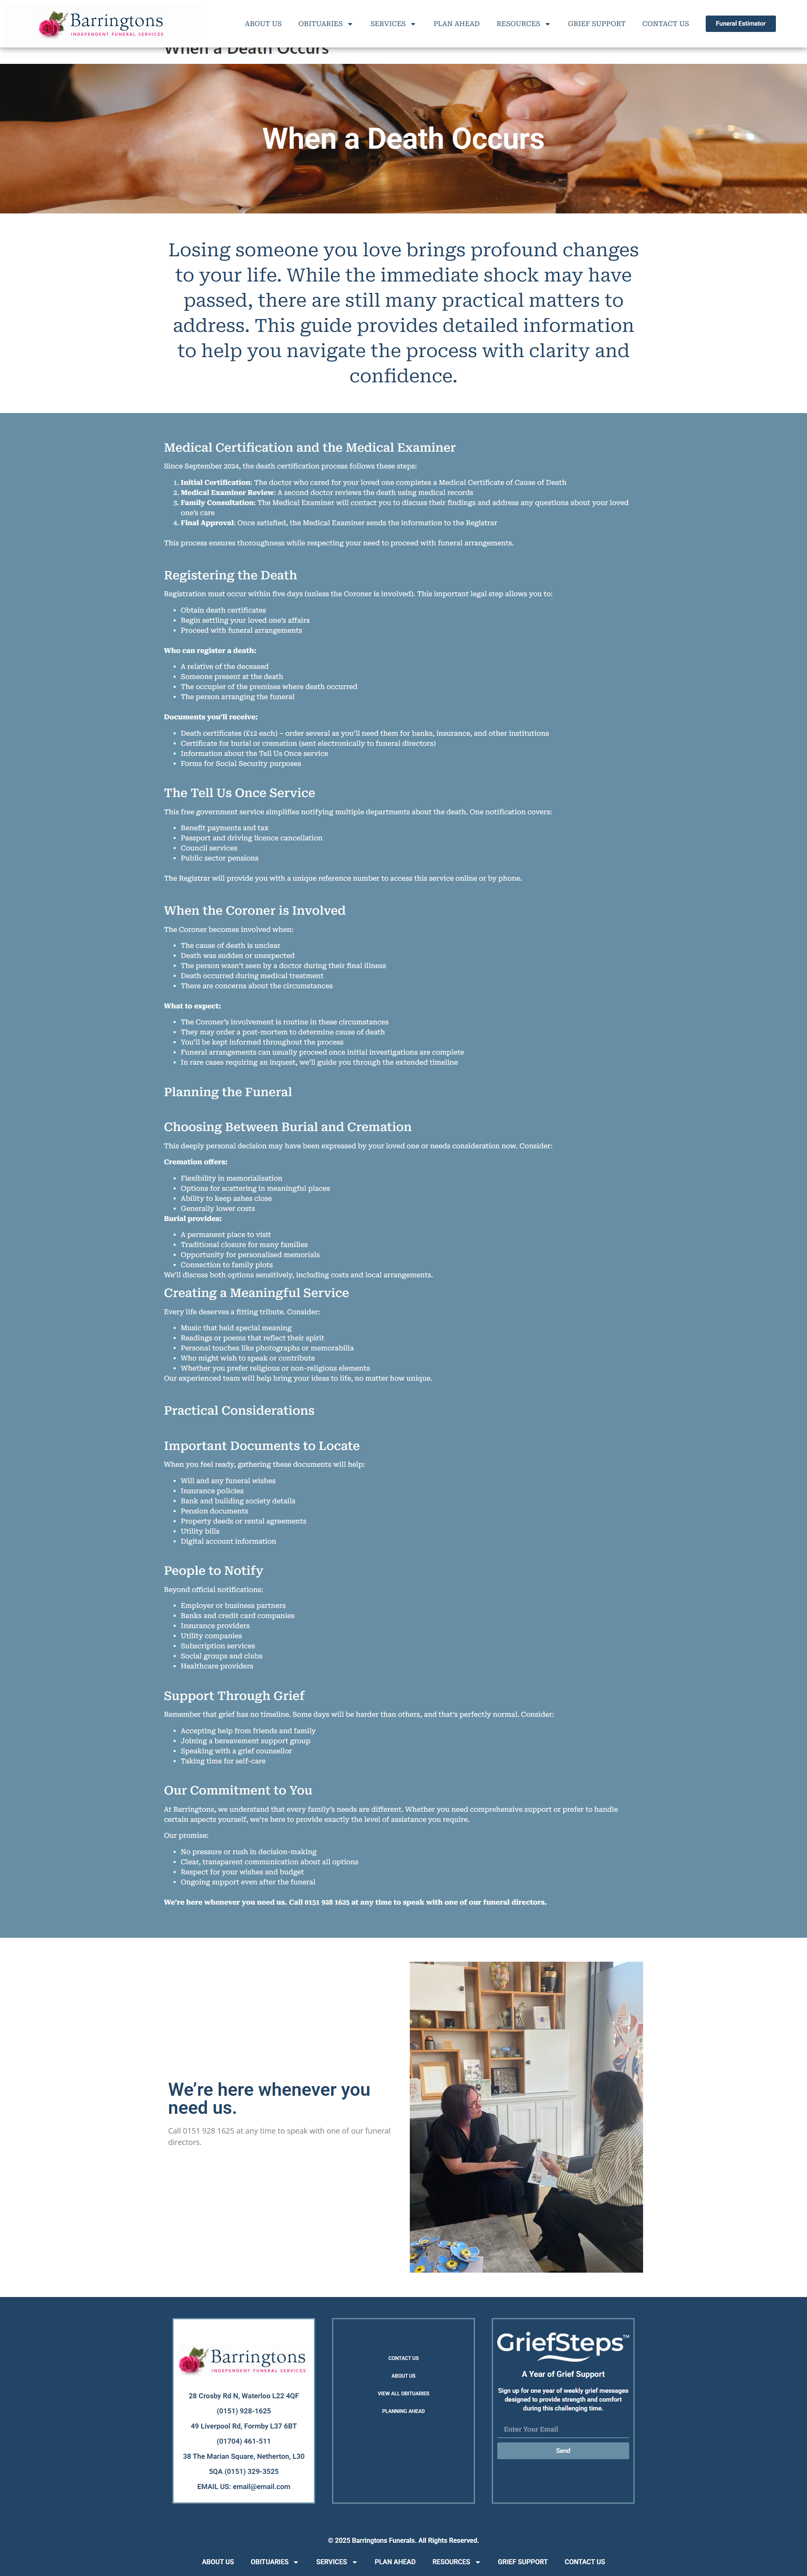 Barringtons
INDEPENDENT FUNERAL SERVICES
ABOUT US
OBITUARIES
SERVICES
PLAN AHEAD
RESOURCES
GRIEF SUPPORT
CONTACT US
Funeral Estimator
When a Death Occurs
When a Death Occurs
Losing someone you love brings profound changes
to your life. While the immediate shock may have
passed, there are still many practical matters to
address. This guide provides detailed information
to help you navigate the process with clarity and
confidence.
Medical Certification and the Medical Examiner
Since September 2024, the death certification process follows these steps:
1. Initial Certification: The doctor who cared for your loved one completes a Medical Certificate of Cause of Death
2. Medical Examiner Review: A second doctor reviews the death using medical records
3. Family Consultation: The Medical Examiner will contact you to discuss their findings and address any questions about your loved
one's care
4. Final Approval: Once satisfied, the Medical Examiner sends the information to the Registrar
This process ensures thoroughness while respecting your need to proceed with funeral arrangements.
Registering the Death
Registration must occur within five days (unless the Coroner is involved). This important legal step allows you to:
• Obtain death certificates
• Begin settling your loved one's affairs
• Proceed with funeral arrangements
Who can register a death:
• A relative of the deceased
• Someone present at the death
• The occupier of the premises where death occurred
• The person arranging the funeral
Documents you'll receive:
• Death certificates (£12 each) – order several as you'll need them for banks, insurance, and other institutions
• Certificate for burial or cremation (sent electronically to funeral directors)
• Information about the Tell Us Once service
• Forms for Social Security purposes
The Tell Us Once Service
This free government service simplifies notifying multiple departments about the death. One notification covers:
• Benefit payments and tax
• Passport and driving licence cancellation
• Council services
• Public sector pensions
The Registrar will provide you with a unique reference number to access this service online or by phone.
When the Coroner is Involved
The Coroner becomes involved when:
• The cause of death is unclear
• Death was sudden or unexpected
• The person wasn't seen by a doctor during their final illness
• Death occurred during medical treatment
• There are concerns about the circumstances
What to expect:
• The Coroner's involvement is routine in these circumstances
• They may order a post-mortem to determine cause of death
• You'll be kept informed throughout the process
• Funeral arrangements can usually proceed once initial investigations are complete
• In rare cases requiring an inquest, we'll guide you through the extended timeline
Planning the Funeral
Choosing Between Burial and Cremation
This deeply personal decision may have been expressed by your loved one or needs consideration now. Consider:
Cremation offers:
• Flexibility in memorialisation
• Options for scattering in meaningful places
• Ability to keep ashes close
• Generally lower costs
Burial provides:
• A permanent place to visit
• Traditional closure for many families
• Opportunity for personalised memorials
• Connection to family plots
We'll discuss both options sensitively, including costs and local arrangements.
Creating a Meaningful Service
Every life deserves a fitting tribute. Consider:
• Music that held special meaning
• Readings or poems that reflect their spirit
• Personal touches like photographs or memorabilia
• Who might wish to speak or contribute
• Whether you prefer religious or non-religious elements
Our experienced team will help bring your ideas to life, no matter how unique.
Practical Considerations
Important Documents to Locate
When you feel ready, gathering these documents will help:
• Will and any funeral wishes
• Insurance policies
• Bank and building society details
• Pension documents
• Property deeds or rental agreements
• Utility bills
• Digital account information
People to Notify
Beyond official notifications:
• Employer or business partners
• Banks and credit card companies
• Insurance providers
• Utility companies
• Subscription services
• Social groups and clubs
• Healthcare providers
Support Through Grief
Remember that grief has no timeline. Some days will be harder than others, and that's perfectly normal. Consider:
• Accepting help from friends and family
• Joining a bereavement support group
• Speaking with a grief counsellor
• Taking time for self-care
Our Commitment to You
At Barringtons, we understand that every family's needs are different. Whether you need comprehensive support or prefer to handle
certain aspects yourself, we're here to provide exactly the level of assistance you require.
Our promise:
• No pressure or rush in decision-making
• Clear, transparent communication about all options
• Respect for your wishes and budget
• Ongoing support even after the funeral
We're here whenever you need us. Call 0151 928 1625 at any time to speak with one of our funeral directors.
We're here whenever you
need us.
Call 0151 928 1625 at any time to speak with one of our funeral
directors.
Barringtons
INDEPENDENT FUNERAL SERVICES
28 Crosby Rd N, Waterloo L22 4QF
(0151) 928-1625
49 Liverpool Rd, Formby L37 6BT
(01704) 461-511
38 The Marian Square, Netherton, L30
5QA (0151) 329-3525
EMAIL US: email@email.com
CONTACT US
ABOUT US
VIEW ALL OBITUARIES
PLANNING AHEAD
GriefSteps™
A Year of Grief Support
Sign up for one year of weekly grief messages
designed to provide strength and comfort
during this challenging time.
Enter Your Email
Send
© 2025 Barringtons Funerals. All Rights Reserved.
ABOUT US
OBITUARIES
SERVICES
PLAN AHEAD
RESOURCES
GRIEF SUPPORT
CONTACT US